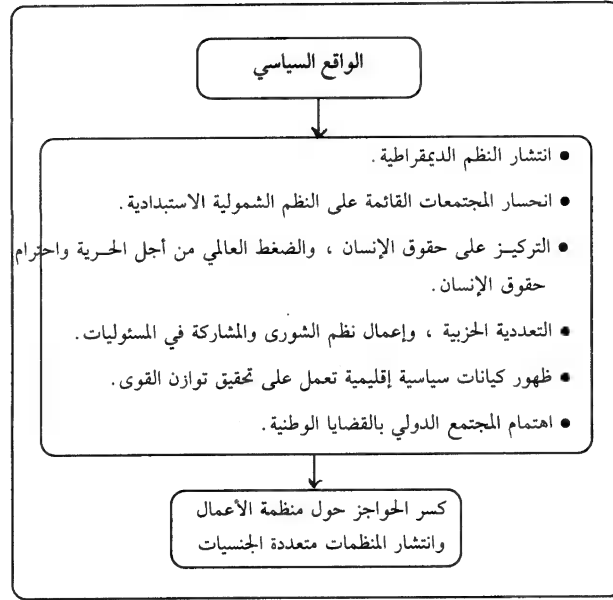 الواقع السياسي
● انتشار النظم الديمقراطية .
● انحسار المجتمعات القائمة على النظم الشمولية الاستبدادية .
● التركيـز على حقوق الإنسان ، والضغط العالمي من أجل الحـرية واحترام
حقوق الإنسان .
● التعددية الحزبية ، وإعمال نظم الشورى والمشاركة في المسئوليات .
● ظهور كيانات سياسية إقليمية تعمل على تحقيق توازن القوى .
● اهتمام المجتمع الدولي بالقضايا الوطنية .
كسر الحواجز حول منظمة الأعمال
وانتشار المنظمات متعددة الجنسيات